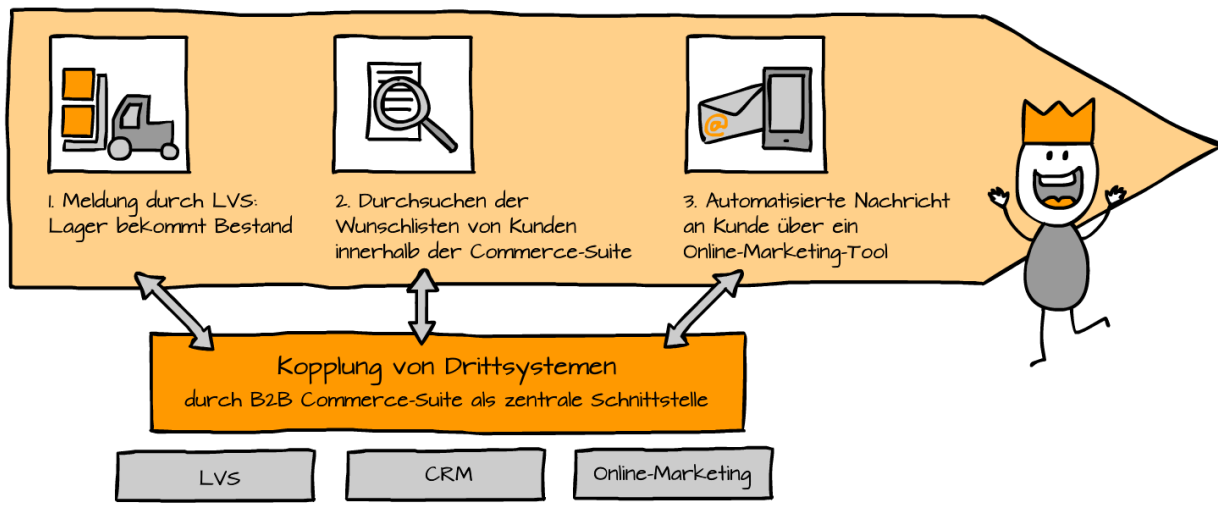 1. Meldung durch LVS:
Lager bekommt Bestand
2. Durchsuchen der
Wunschlisten von Kunden
innerhalb der Commerce-Suite
@
3. Automatisierte Nachricht
an Kunde über ein
Online-Marketing-Tool
Kopplung von Drittsystemen
durch B2B Commerce-Suite als zentrale Schnittstelle
LVS
CRM
Online-Marketing